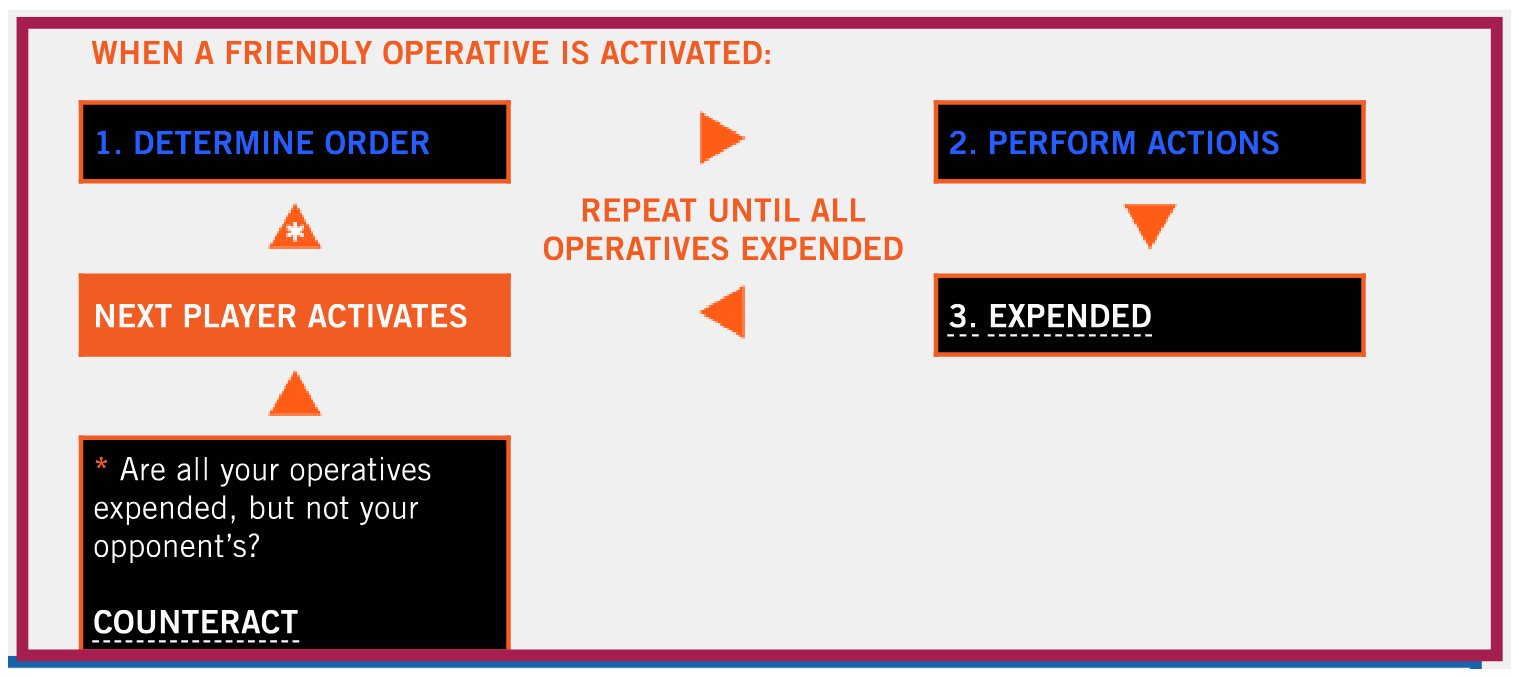 WHEN A FRIENDLY OPERATIVE IS ACTIVATED:
1. DETERMINE ORDER
2. PERFORM ACTIONS
REPEAT UNTIL ALL
OPERATIVES EXPENDED
*
NEXT PLAYER ACTIVATES
3. EXPENDED
* Are all your operatives
expended, but not your
opponent's?
COUNTERACT